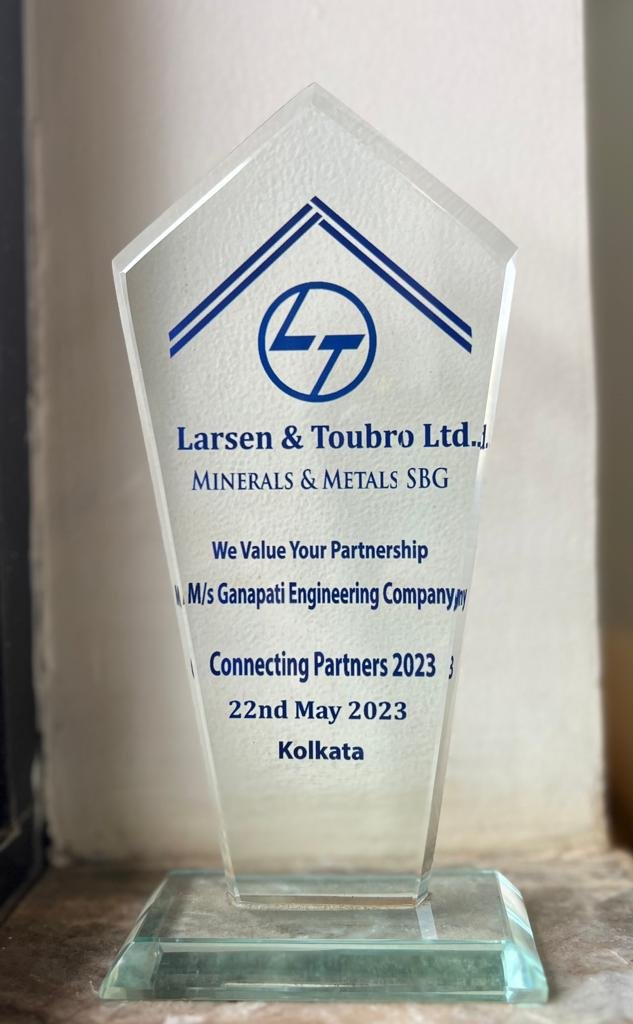 LT
Larsen & Toubro Ltd.
MINERALS & METALS SBG
We Value Your Partnership
M/s Ganapati Engineering Company
Connecting Partners 2023
22nd May 2023
Kolkata